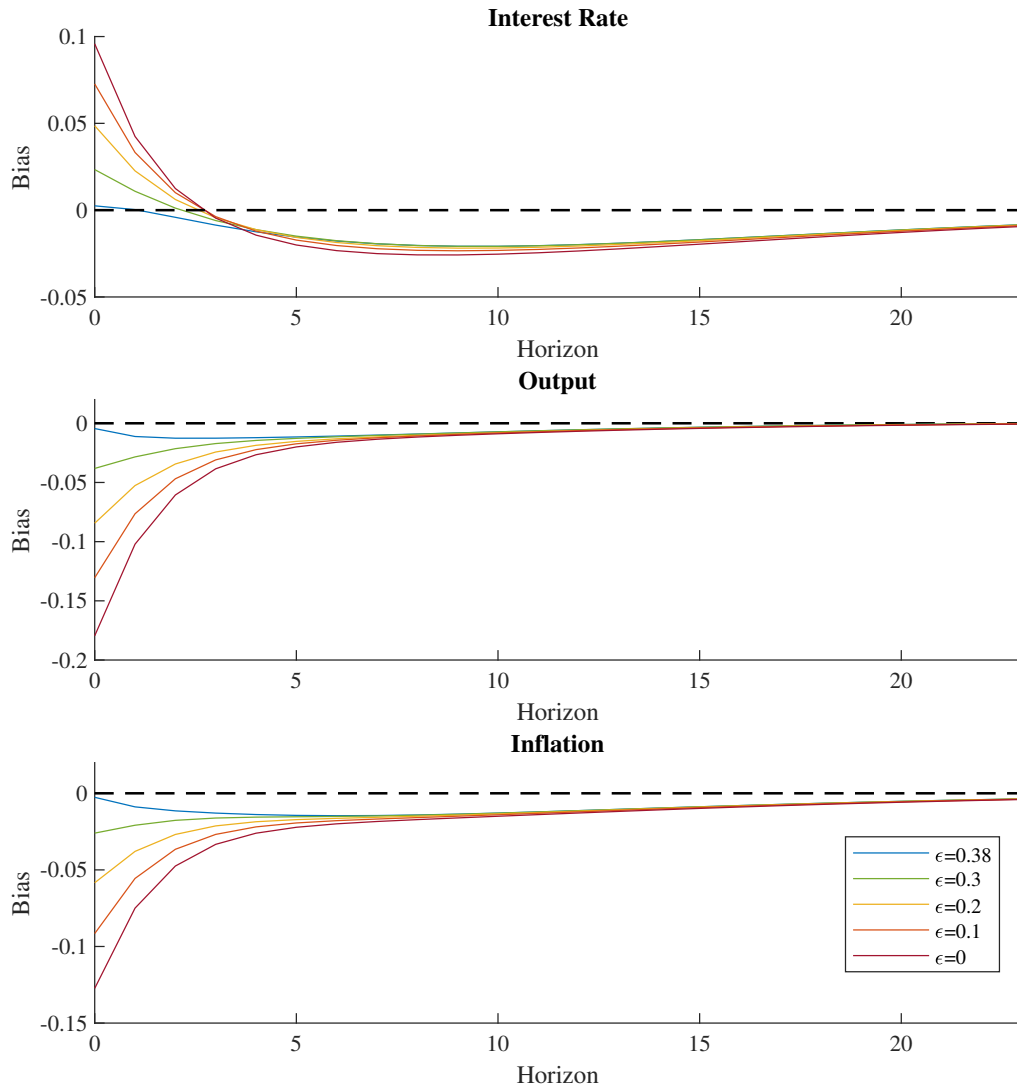 Interest Rate
0.1
0.05
0
-0.05
Bias
0 5 10 15 20
Horizon
Output
0
-0.05
-0.1
-0.15
-0.2
Bias
0 5 10 15 20
Horizon
Inflation
0
-0.05
-0.1
-0.15
Bias
ϵ=0.38
ϵ=0.3
ϵ=0.2
ϵ=0.1
ϵ=0
0 5 10 15 20
Horizon